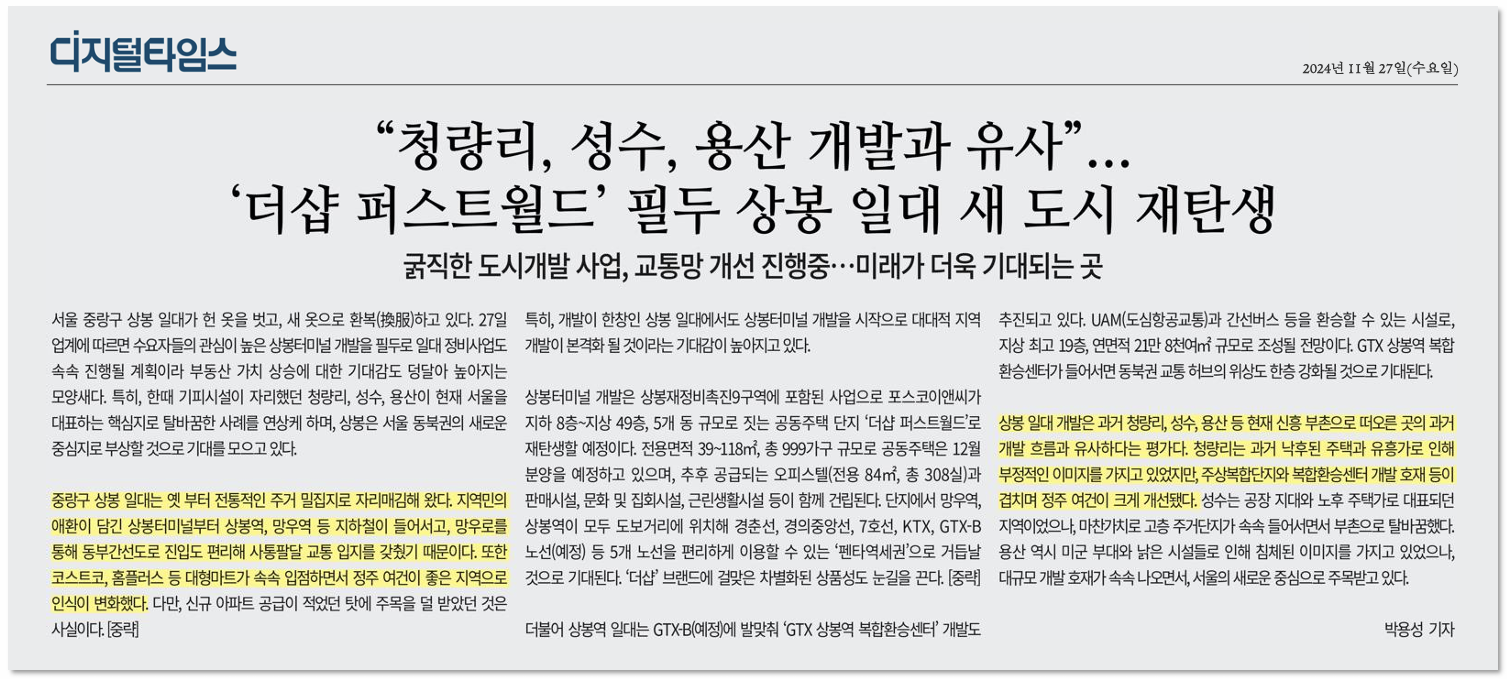 디지털타임스
2024년 11월 27일(수요일)
“청량리, 성수, 용산 개발과 유사”...
‘더샵 퍼스트월드’ 필두 상봉 일대 새 도시 재탄생
굵직한 도시개발 사업, 교통망 개선 진행중…미래가 더욱 기대되는 곳
서울 중랑구 상봉 일대가 헌 옷을 벗고, 새 옷으로 환복(換服)하고 있다. 27일
업계에 따르면 수요자들의 관심이 높은 상봉터미널 개발을 필두로 일대 정비사업도
속속 진행될 계획이라 부동산 가치 상승에 대한 기대감도 덩달아 높아지는
모양새다. 특히, 한때 기피시설이 자리했던 청량리, 성수, 용산이 현재 서울을
대표하는 핵심지로 탈바꿈한 사례를 연상케 하며, 상봉은 서울 동북권의 새로운
중심지로 부상할 것으로 기대를 모으고 있다.
중랑구 상봉 일대는 옛 부터 전통적인 주거 밀집지로 자리매김해 왔다. 지역민의
애환이 담긴 상봉터미널부터 상봉역, 망우역 등 지하철이 들어서고, 망우로를
통해 동부간선도로 진입도 편리해 사통팔달 교통 입지를 갖췄기 때문이다. 또한
코스트코, 홈플러스 등 대형마트가 속속 입점하면서 정주 여건이 좋은 지역으로
인식이 변화했다. 다만, 신규 아파트 공급이 적었던 탓에 주목을 덜 받았던 것은
사실이다. [중략]
특히, 개발이 한창인 상봉 일대에서도 상봉터미널 개발을 시작으로 대대적 지역
개발이 본격화 될 것이라는 기대감이 높아지고 있다.
상봉터미널 개발은 상봉재정비촉진9구역에 포함된 사업으로 포스코이앤씨가
지하 8층~지상 49층, 5개 동 규모로 짓는 공동주택 단지 ‘더샵 퍼스트월드’로
재탄생할 예정이다. 전용면적 39~118㎡, 총 999가구 규모로 공동주택은 12월
분양을 예정하고 있으며, 추후 공급되는 오피스텔(전용 84㎡, 총 308실)과
판매시설, 문화 및 집회시설, 근린생활시설 등이 함께 건립된다. 단지에서 망우역,
상봉역이 모두 도보거리에 위치해 경춘선, 경의중앙선, 7호선, KTX, GTX-B
노선(예정) 등 5개 노선을 편리하게 이용할 수 있는 ‘펜타역세권’으로 거듭날
것으로 기대된다. ‘더샵’ 브랜드에 걸맞은 차별화된 상품성도 눈길을 끈다. [중략]
더불어 상봉역 일대는 GTX-B(예정)에 발맞춰 ‘GTX 상봉역 복합환승센터’ 개발도
추진되고 있다. UAM(도심항공교통)과 간선버스 등을 환승할 수 있는 시설로,
지상 최고 19층, 연면적 21만 8천여㎡ 규모로 조성될 전망이다. GTX 상봉역 복합
환승센터가 들어서면 동북권 교통 허브의 위상도 한층 강화될 것으로 기대된다.
상봉 일대 개발은 과거 청량리, 성수, 용산 등 현재 신흥 부촌으로 떠오른 곳의 과거
개발 흐름과 유사하다는 평가다. 청량리는 과거 낙후된 주택과 유흥가로 인해
부정적인 이미지를 가지고 있었지만, 주상복합단지와 복합환승센터 개발 호재 등이
겹치며 정주 여건이 크게 개선됐다. 성수는 공장 지대와 노후 주택가로 대표되던
지역이었으나, 마찬가지로 고층 주거단지가 속속 들어서면서 부촌으로 탈바꿈했다.
용산 역시 미군 부대와 낡은 시설들로 인해 침체된 이미지를 가지고 있었으나,
대규모 개발 호재가 속속 나오면서, 서울의 새로운 중심으로 주목받고 있다.
박용성 기자